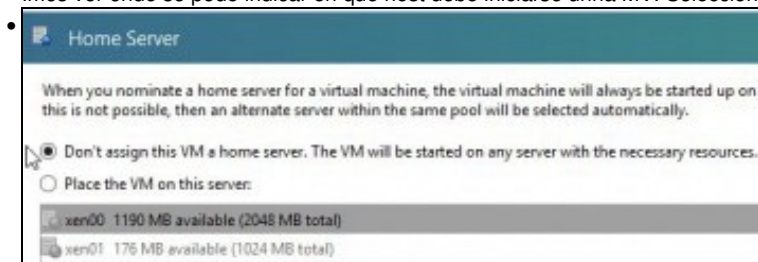 Home Server
When you nominate a home server for a virtual machine, the virtual machine will always be started up on
this is not possible, then an alternate server within the same pool will be selected automatically.
Don't assign this VM a home server. The VM will be started on any server with the necessary resources.
Place the VM on this server:
xen00 1190 MB available (2048 MB total)
xen01 176 MB available (1024 MB total)